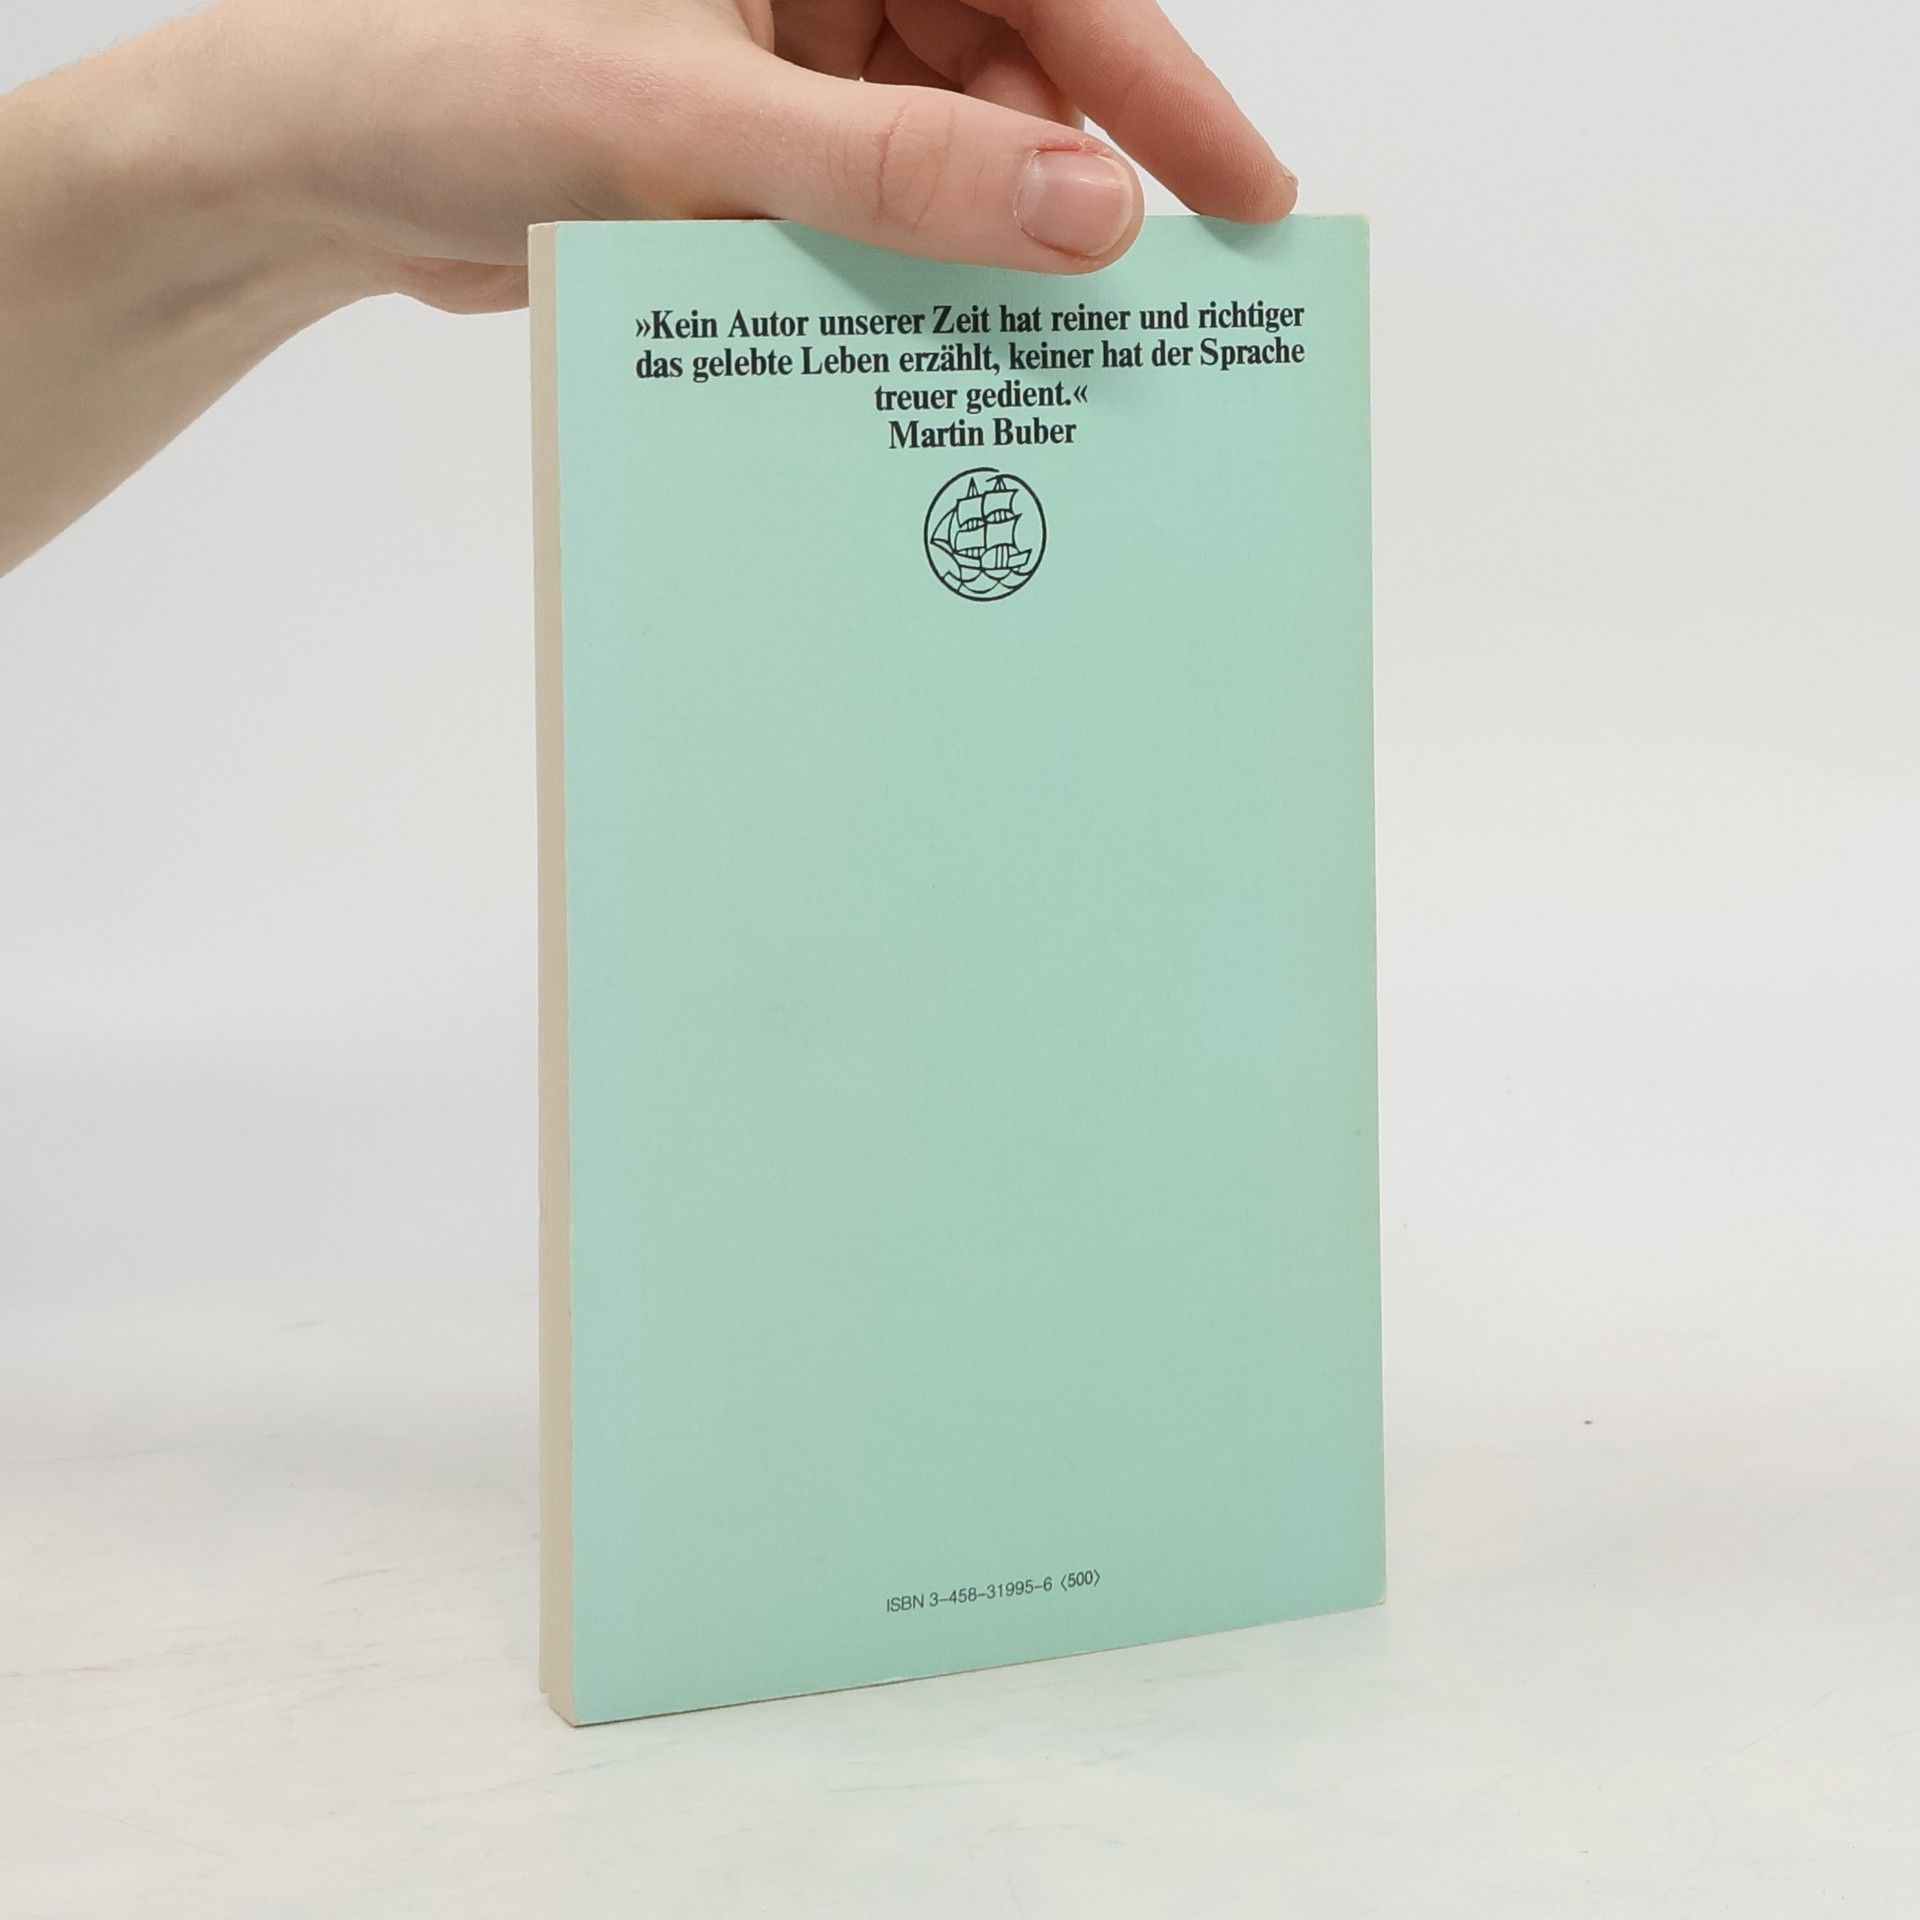 »Kein Autor unserer Zeit hat reiner und richtiger
das gelebte Leben erzählt, keiner hat der Sprache
treuer gedient.«
Martin Buber
ISBN 3–458–31995–6 〈500〉